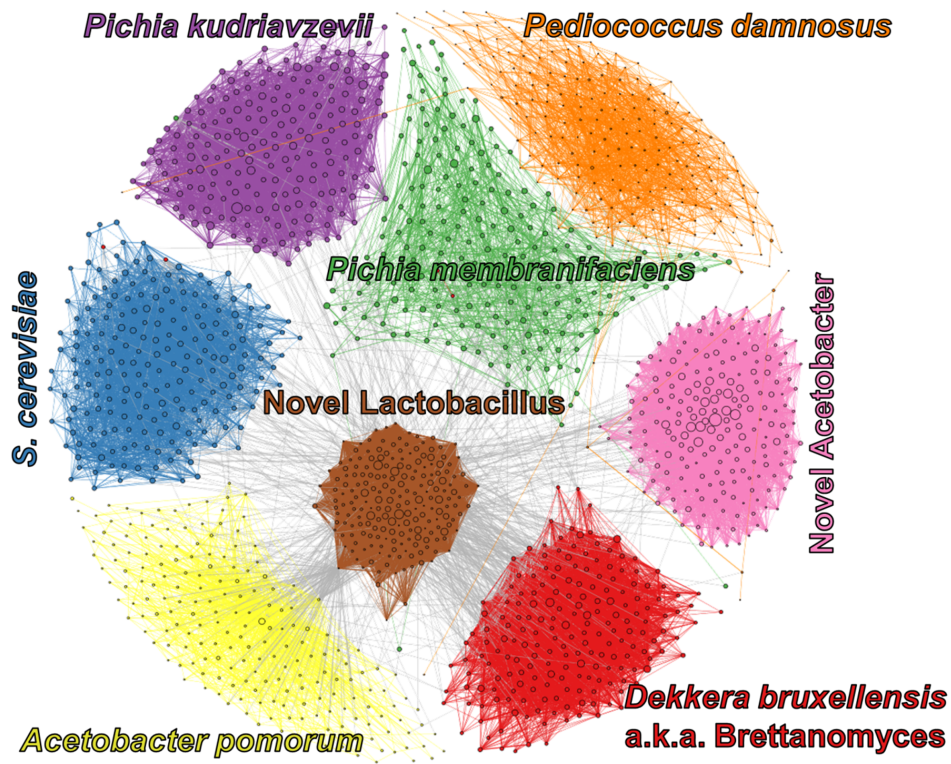 Pichia kudriavzevii
Pediococcus damnosus
Pichia membranifaciens
S. cerevisiae
Novel Acetobacter
Novel Lactobacillus
Dekkera bruxellensis
a.k.a. Brettanomyces
Acetobacter pomorum